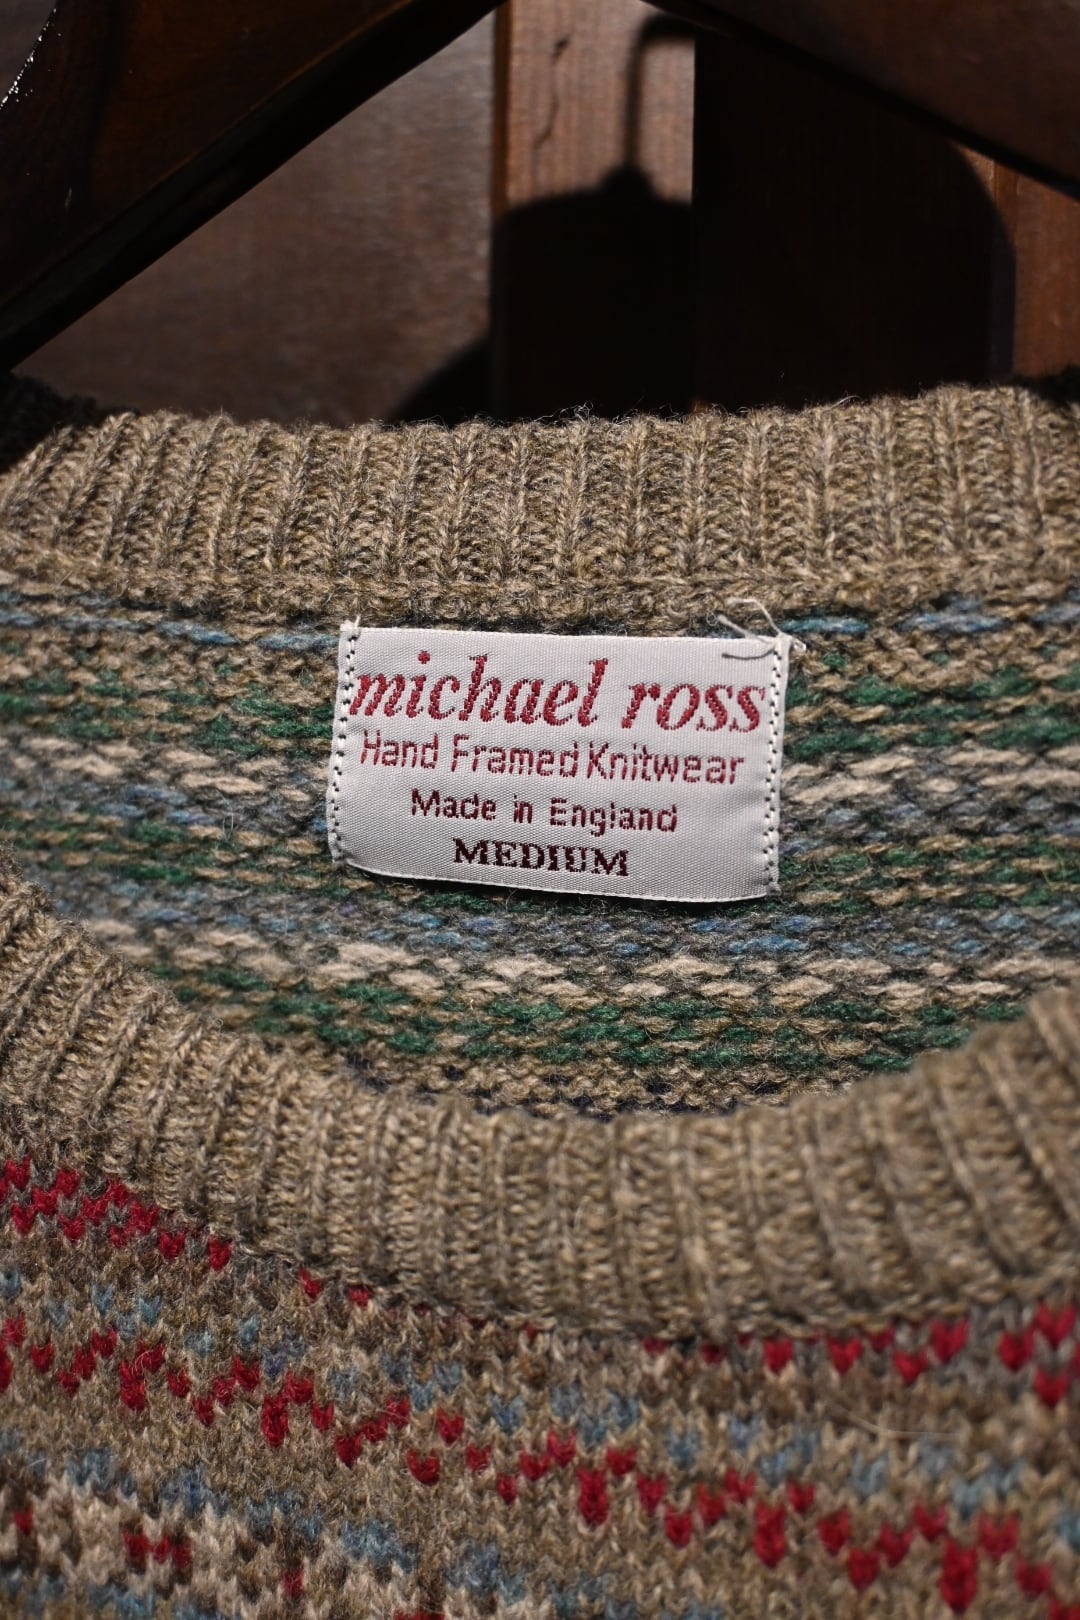 michael ross
Hand Framed Knitwear
Made in England
MEDIUM